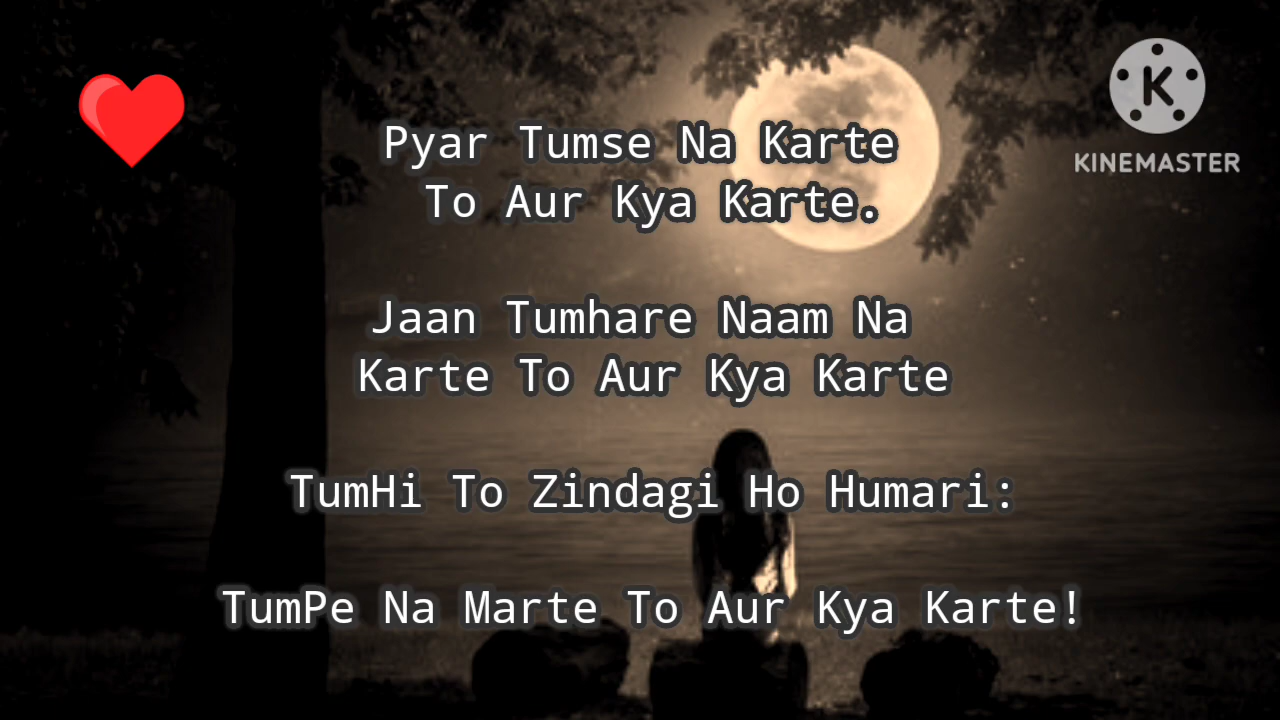 Pyar Tumse Na Karte
To Aur Kya Karte.
Jaan Tumhare Naam Na
Karte To Aur Kya Karte
TumHi To Zindagi Ho Humari:
TumPe Na Marte To Aur Kya Karte!
K
KINEMASTER